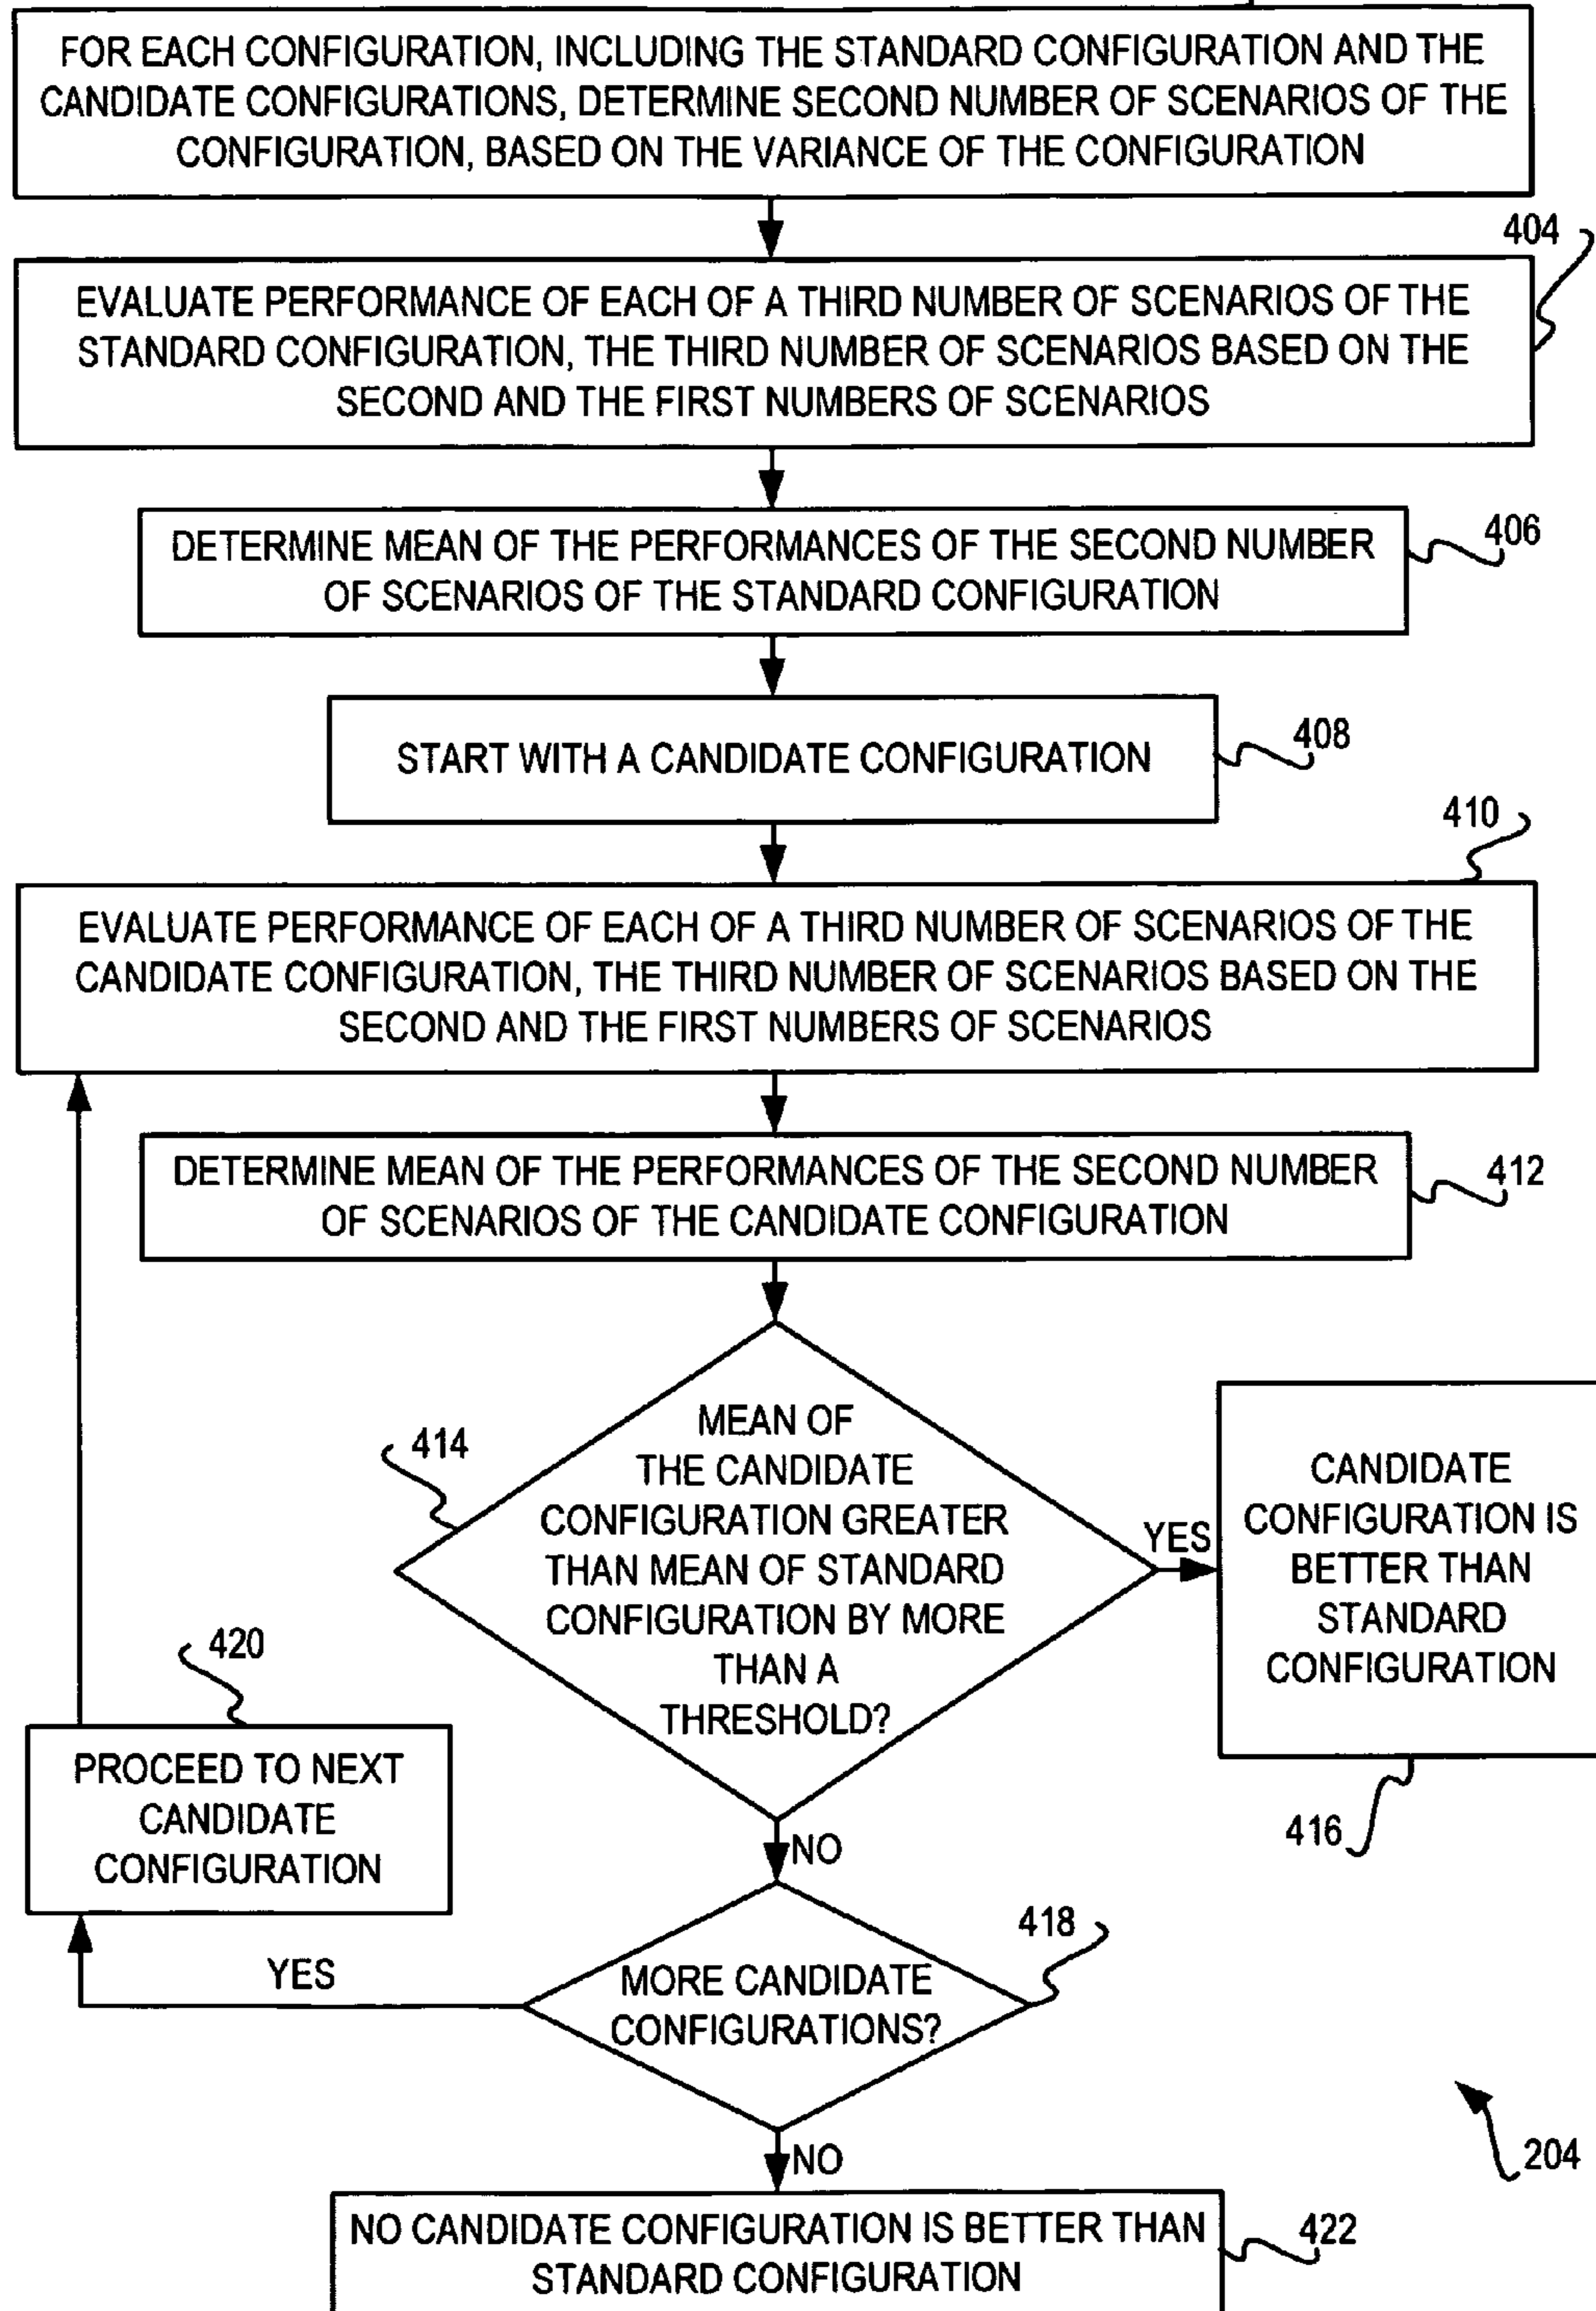 FOR EACH CONFIGURATION, INCLUDING THE STANDARD CONFIGURATION AND THE
CANDIDATE CONFIGURATIONS, DETERMINE SECOND NUMBER OF SCENARIOS OF THE
CONFIGURATION, BASED ON THE VARIANCE OF THE CONFIGURATION
404
EVALUATE PERFORMANCE OF EACH OF A THIRD NUMBER OF SCENARIOS OF THE
STANDARD CONFIGURATION, THE THIRD NUMBER OF SCENARIOS BASED ON THE
SECOND AND THE FIRST NUMBERS OF SCENARIOS
DETERMINE MEAN OF THE PERFORMANCES OF THE SECOND NUMBER
OF SCENARIOS OF THE STANDARD CONFIGURATION
406
START WITH A CANDIDATE CONFIGURATION
408
410
EVALUATE PERFORMANCE OF EACH OF A THIRD NUMBER OF SCENARIOS OF THE
CANDIDATE CONFIGURATION, THE THIRD NUMBER OF SCENARIOS BASED ON THE
SECOND AND THE FIRST NUMBERS OF SCENARIOS
DETERMINE MEAN OF THE PERFORMANCES OF THE SECOND NUMBER
OF SCENARIOS OF THE CANDIDATE CONFIGURATION
412
414
MEAN OF
THE CANDIDATE
CONFIGURATION GREATER
THAN MEAN OF STANDARD
CONFIGURATION BY MORE
THAN A
THRESHOLD?
YES
CANDIDATE
CONFIGURATION IS
BETTER THAN
STANDARD
CONFIGURATION
416
420
PROCEED TO NEXT
CANDIDATE
CONFIGURATION
NO
418
YES
MORE CANDIDATE
CONFIGURATIONS?
NO
204
NO CANDIDATE CONFIGURATION IS BETTER THAN
STANDARD CONFIGURATION
422